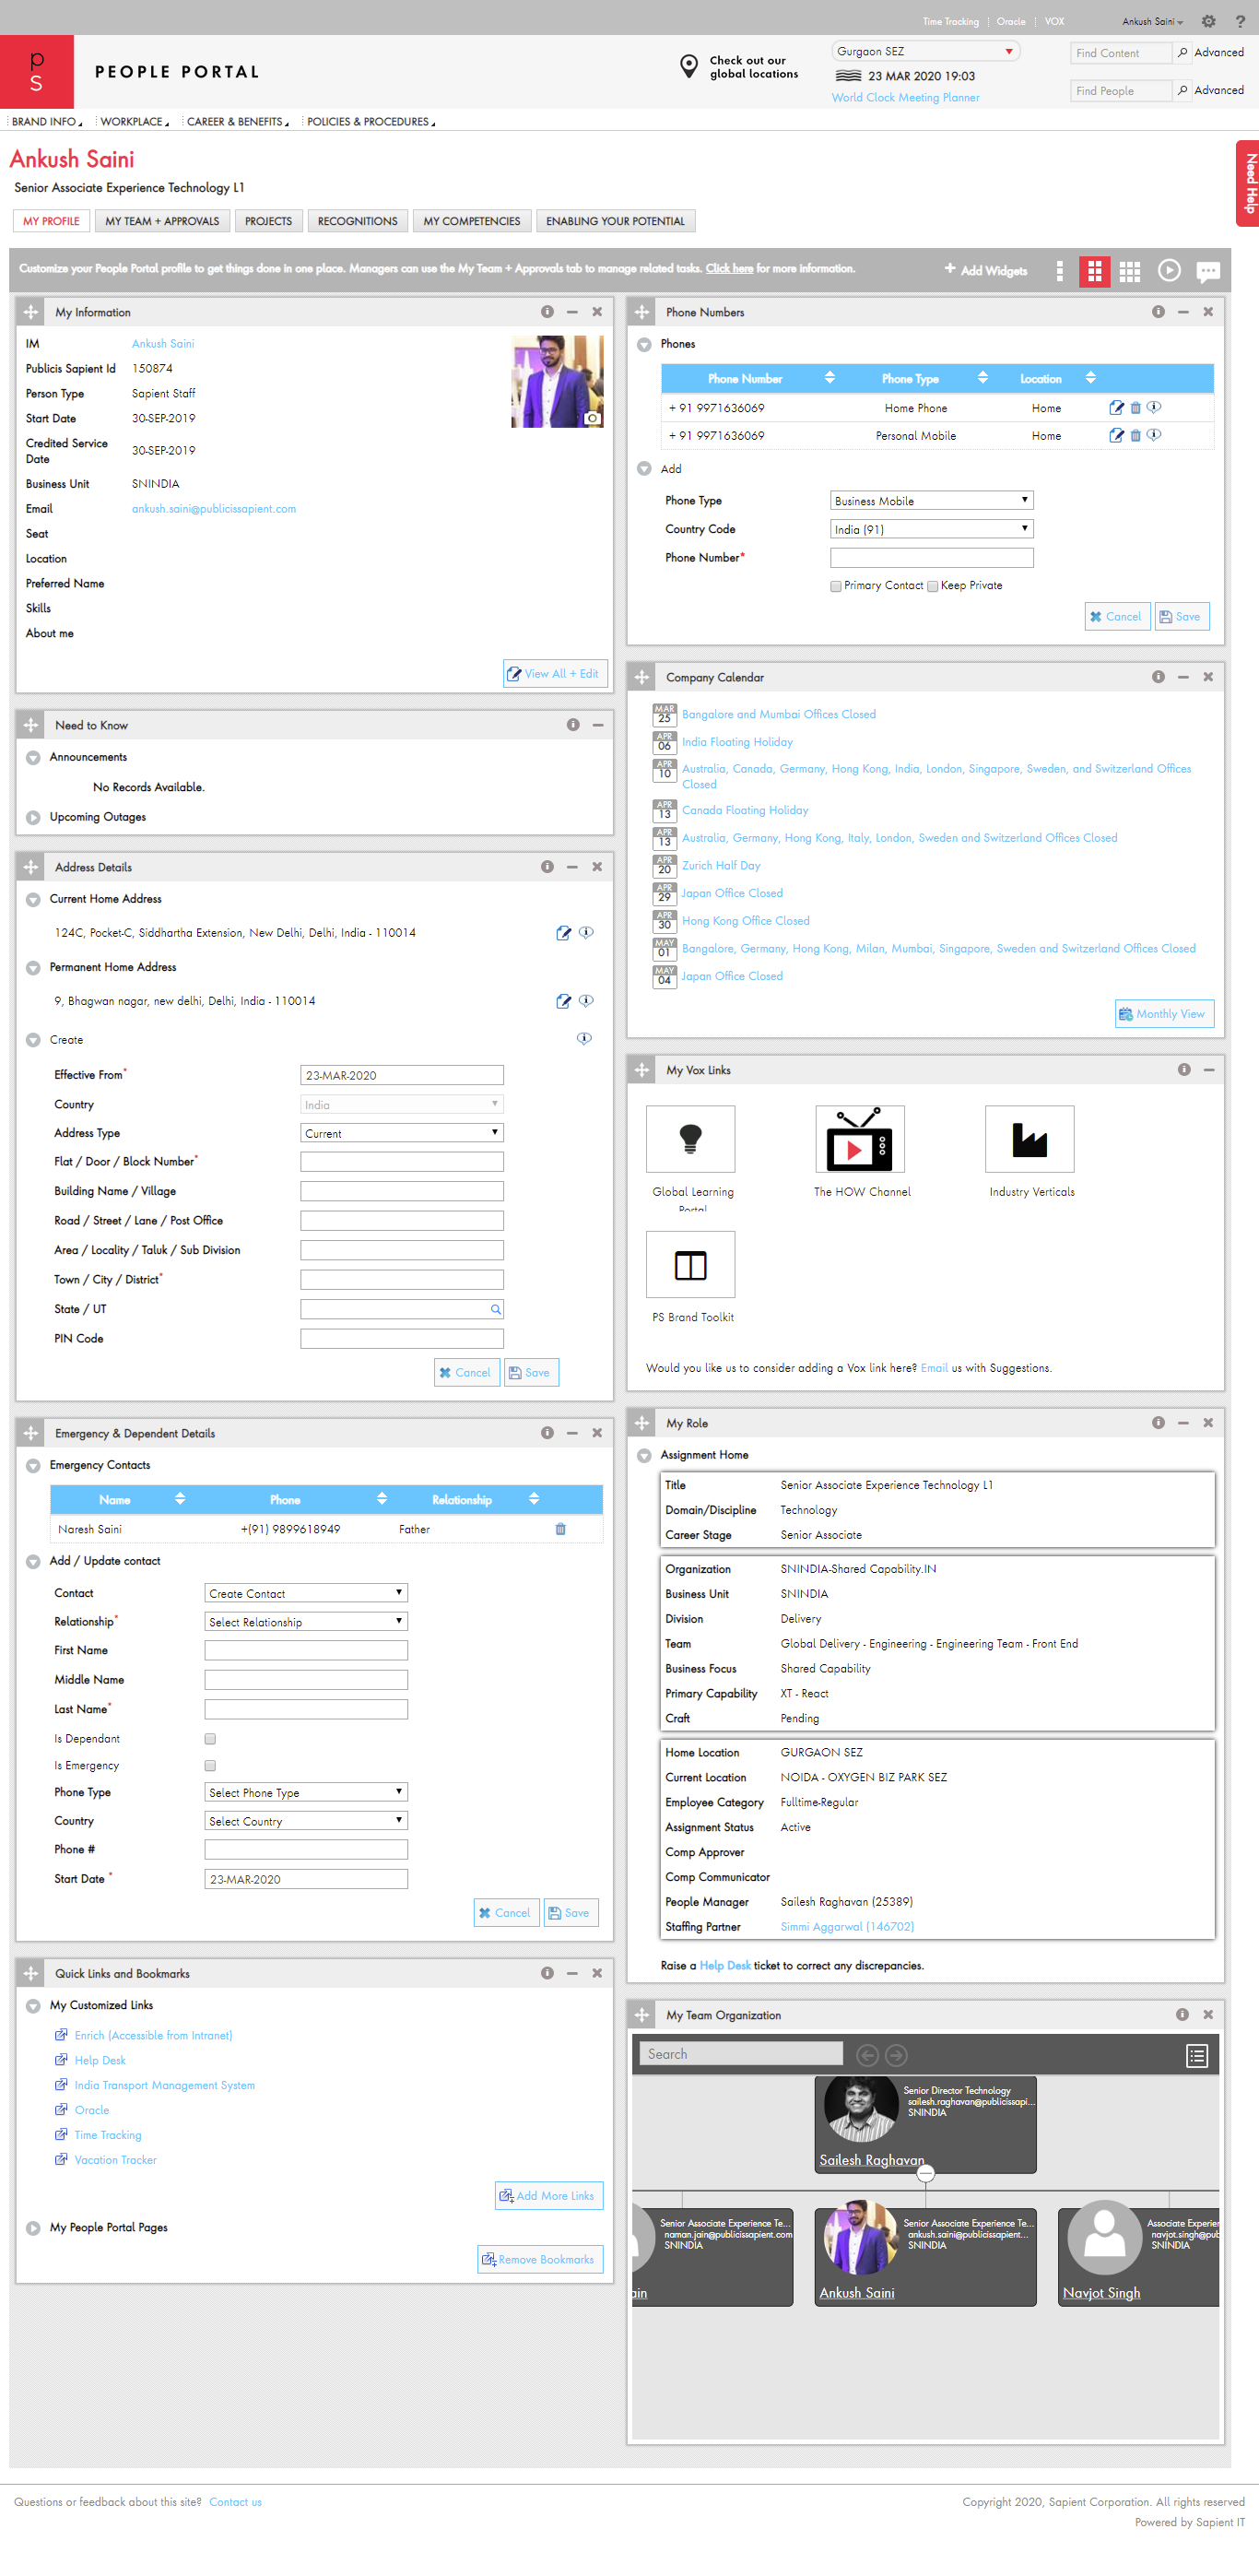 Time Tracking
Oracle
VOX
Ankush Saini
?
p
s
PEOPLE PORTAL
Check out our
global locations
Gurgaon SEZ
23 MAR 2020 19:03
World Clock Meeting Planner
Find Content
Advanced
Find People
Advanced
BRAND INFO
WORKPLACE
CAREER & BENEFITS
POLICIES & PROCEDURES
Ankush Saini
Senior Associate Experience Technology L1
Need Help
MY PROFILE
MY TEAM + APPROVALS
PROJECTS
RECOGNITIONS
MY COMPETENCIES
ENABLING YOUR POTENTIAL
Customize your People Portal profile to get things done in one place. Managers can use the My Team + Approvals tab to manage related tasks. Click here for more information.
+ Add Widgets
My Information
IM Ankush Saini
Publicis Sapient Id 150874
Person Type Sapient Staff
Start Date 30-SEP-2019
Credited Service
Date
30-SEP-2019
Business Unit SNINDIA
Email ankush.saini@publicissapient.com
Seat
Location
Preferred Name
Skills
About me
View All + Edit
Need to Know
Announcements
No Records Available.
Upcoming Outages
Address Details
Current Home Address
124C, Pocket-C, Siddhartha Extension, New Delhi, Delhi, India - 110014
Permanent Home Address
9, Bhagwan nagar, new delhi, Delhi, India - 110014
Create
Effective From* 23-MAR-2020
Country India
Address Type Current
Flat / Door / Block Number*
Building Name / Village
Road / Street / Lane / Post Office
Area / Locality / Taluk / Sub Division
Town / City / District*
State / UT
PIN Code
Cancel
Save
Emergency & Dependent Details
Emergency Contacts
Name Phone Relationship
Naresh Saini +(91) 9899618949 Father
Add / Update contact
Contact Create Contact
Relationship* Select Relationship
First Name
Middle Name
Last Name*
Is Dependant
Is Emergency
Phone Type Select Phone Type
Country Select Country
Phone #
Start Date * 23-MAR-2020
Cancel
Save
Quick Links and Bookmarks
My Customized Links
Enrich (Accessible from Intranet)
Help Desk
India Transport Management System
Oracle
Time Tracking
Vacation Tracker
Add More Links
My People Portal Pages
Remove Bookmarks
Phone Numbers
Phones
Phone Number Phone Type Location
+ 91 9971636069 Home Phone Home
+ 91 9971636069 Personal Mobile Home
Add
Phone Type Business Mobile
Country Code India (91)
Phone Number*
Primary Contact Keep Private
Cancel
Save
Company Calendar
MAR
25
Bangalore and Mumbai Offices Closed
APR
06
India Floating Holiday
APR
10
Australia, Canada, Germany, Hong Kong, India, London, Singapore, Sweden, and Switzerland Offices
Closed
APR
13
Canada Floating Holiday
APR
13
Australia, Germany, Hong Kong, Italy, London, Sweden and Switzerland Offices Closed
APR
20
Zurich Half Day
APR
29
Japan Office Closed
APR
30
Hong Kong Office Closed
MAY
01
Bangalore, Germany, Hong Kong, Milan, Mumbai, Singapore, Sweden and Switzerland Offices Closed
MAY
04
Japan Office Closed
Monthly View
My Vox Links
Global Learning
Portal
The HOW Channel
Industry Verticals
PS Brand Toolkit
Would you like us to consider adding a Vox link here? Email us with Suggestions.
My Role
Assignment Home
Title Senior Associate Experience Technology L1
Domain/Discipline Technology
Career Stage Senior Associate
Organization SNINDIA-Shared Capability.IN
Business Unit SNINDIA
Division Delivery
Team Global Delivery - Engineering - Engineering Team - Front End
Business Focus Shared Capability
Primary Capability XT - React
Craft Pending
Home Location GURGAON SEZ
Current Location NOIDA - OXYGEN BIZ PARK SEZ
Employee Category Fulltime-Regular
Assignment Status Active
Comp Approver
Comp Communicator
People Manager Sailesh Raghavan (25389)
Staffing Partner Simmi Aggarwal (146702)
Raise a Help Desk ticket to correct any discrepancies.
My Team Organization
Search
Senior Director Technology
sailesh.raghavan@publicissapi...
SNINDIA
Sailesh Raghavan
Senior Associate Experience Te...
naman.jain@publicissapient.com
SNINDIA
ain
Senior Associate Experience Te...
ankush.saini@publicissapient...
SNINDIA
Ankush Saini
Associate Experier
navjot.singh@publ
SNINDIA
Navjot Singh
Questions or feedback about this site? Contact us
Copyright 2020, Sapient Corporation. All rights reserved
Powered by Sapient IT